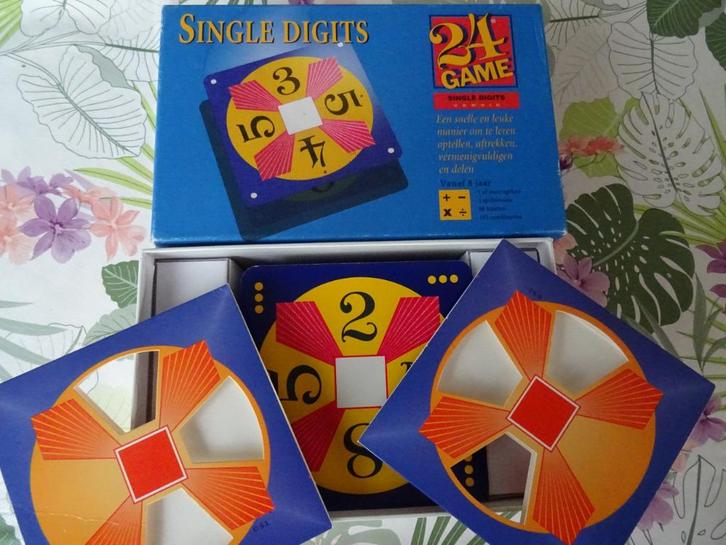 SINGLE DIGITS
24
GAME
SINGLE DIGITS
Een snelle en leuke
manier om te leren
optellen, aftrekken,
vermenigvuldigen
en delen
Vanaf 8 jaar
+ −
x ÷
3
5 5
4
2
5
8